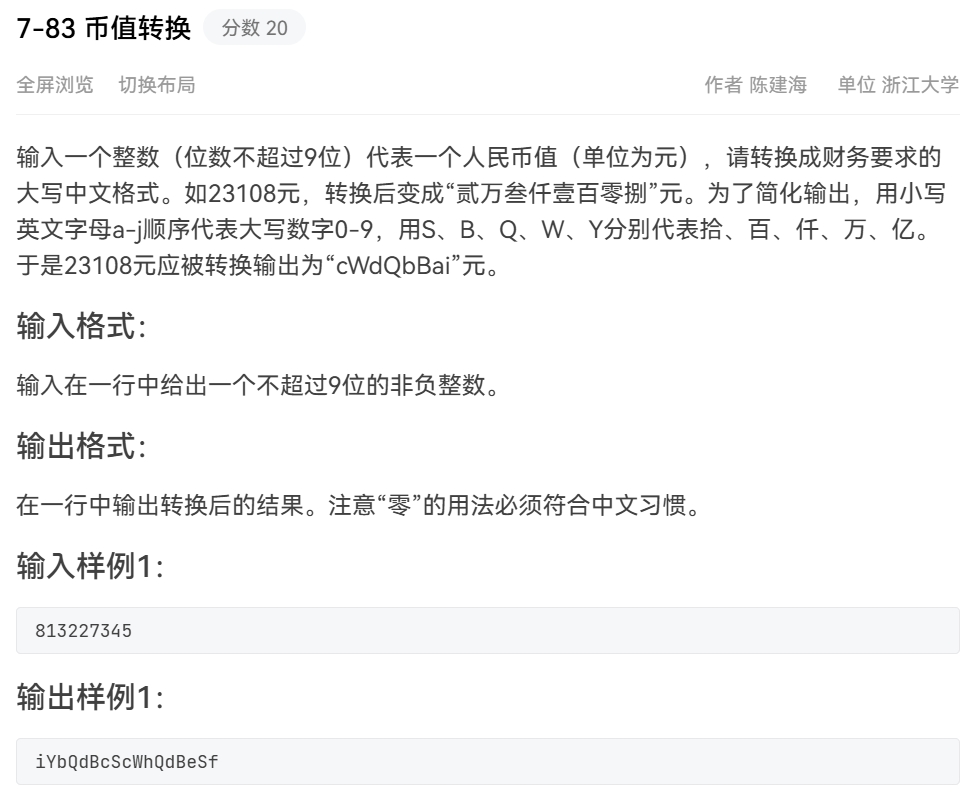 7-83 币值转换 分数 20
全屏浏览 切换布局 作者 陈建海 单位 浙江大学
输入一个整数（位数不超过9位）代表一个人民币值（单位为元），请转换成财务要求的
大写中文格式。如23108元，转换后变成“贰万叁仟壹百零捌”元。为了简化输出，用小写
英文字母a-j顺序代表大写数字0-9，用S、B、Q、W、Y分别代表拾、百、仟、万、亿。
于是23108元应被转换输出为“cWdQbBai”元。
输入格式：
输入在一行中给出一个不超过9位的非负整数。
输出格式：
在一行中输出转换后的结果。注意“零”的用法必须符合中文习惯。
输入样例1：
813227345
输出样例1：
iYbQdBcScWhQdBeSf